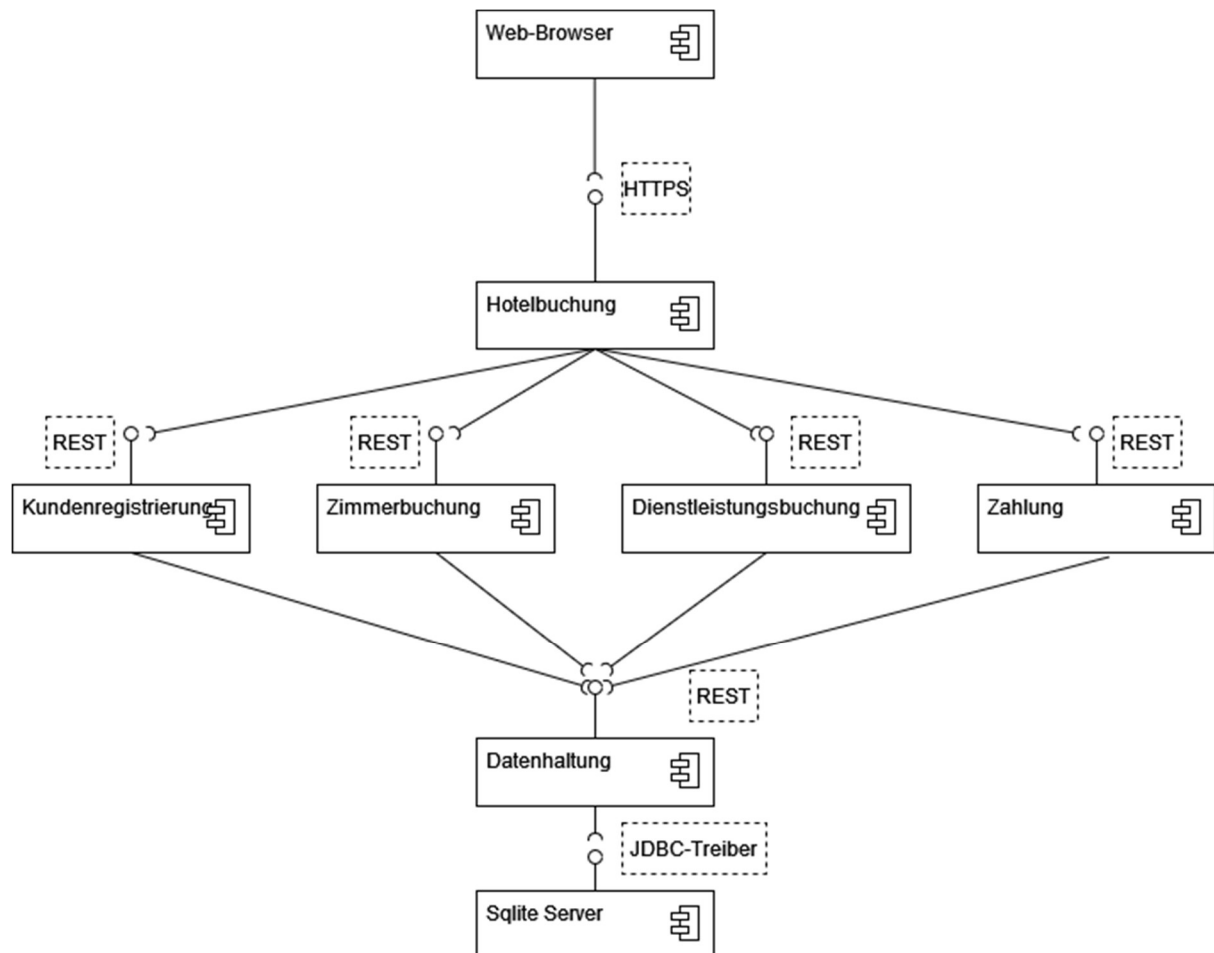 Web-Browser
HTTPS
Hotelbuchung
REST
REST
REST
REST
Kundenregistrierung
Zimmerbuchung
Dienstleistungsbuchung
Zahlung
REST
Datenhaltung
JDBC-Treiber
Sqlite Server